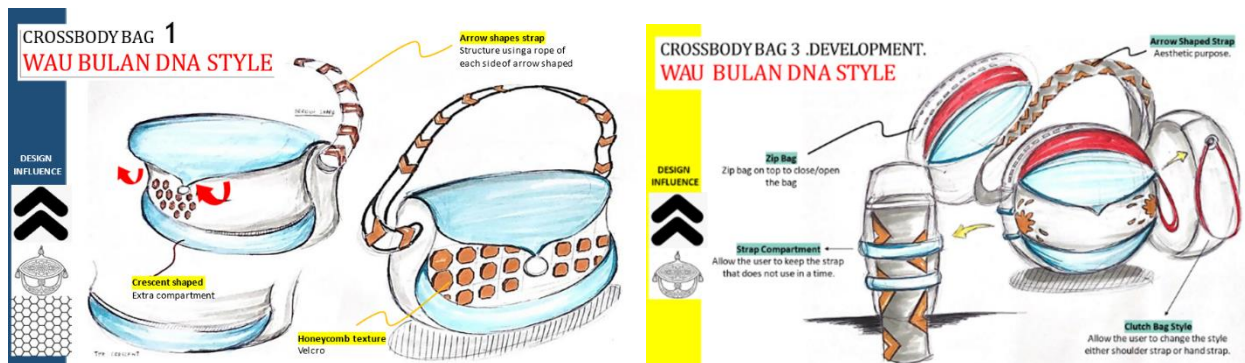 CROSSBODY BAG 1
WAU BULAN DNA STYLE
Arrow shapes strap
Structure using a rope of
each side of arrow shaped
DESIGN
INFLUENCE
Crescent shaped
Extra compartment
Honeycomb texture
Velcro
CROSSBODY BAG 3 .DEVELOPMENT.
WAU BULAN DNA STYLE
Arrow Shaped Strap
Aesthetic purpose.
Zip Bag
Zip bag on top to close/open
the bag
DESIGN
INFLUENCE
Strap Compartment
Allow the user to keep the strap
that does not use in a time.
Clutch Bag Style
Allow the user to change the style
either shoulder strap or hand strap.